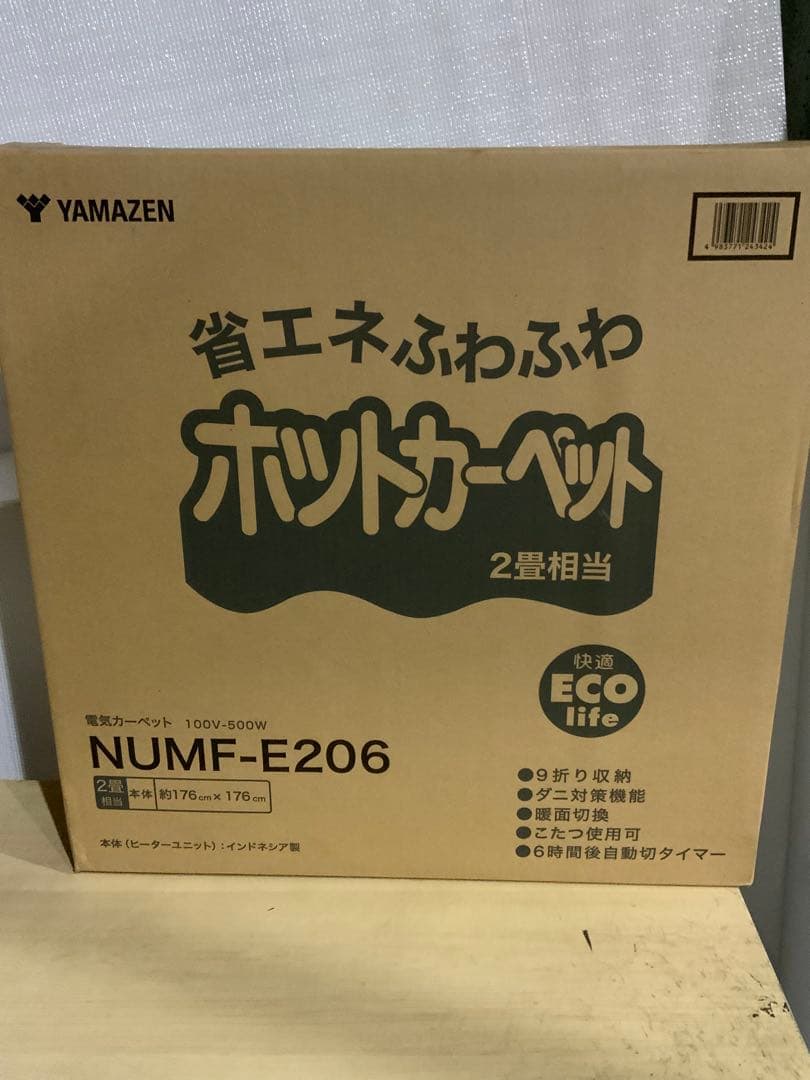 YAMAZEN
4 983771 243424
省エネふわふわ
ホットカーペット
2畳相当
快適
ECO
life
電気カーペット 100V-500W
NUMF-E206
2畳相当 本体 約176cm×176cm
本体(ヒーターユニット):インドネシア製
●9折り収納
●ダニ対策機能
●暖面切換
●こたつ使用可
●6時間後自動切タイマー